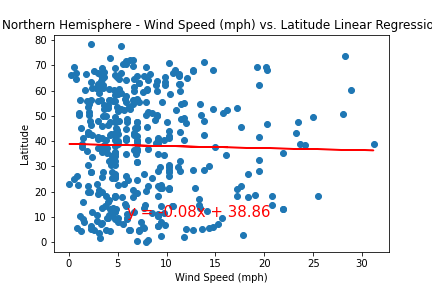 Northern Hemisphere - Wind Speed (mph) vs. Latitude Linear Regressio
80
70
60
50
40
30
20
10
0
Latitude
y = -0.08x + 38.86
0 5 10 15 20 25 30
Wind Speed (mph)